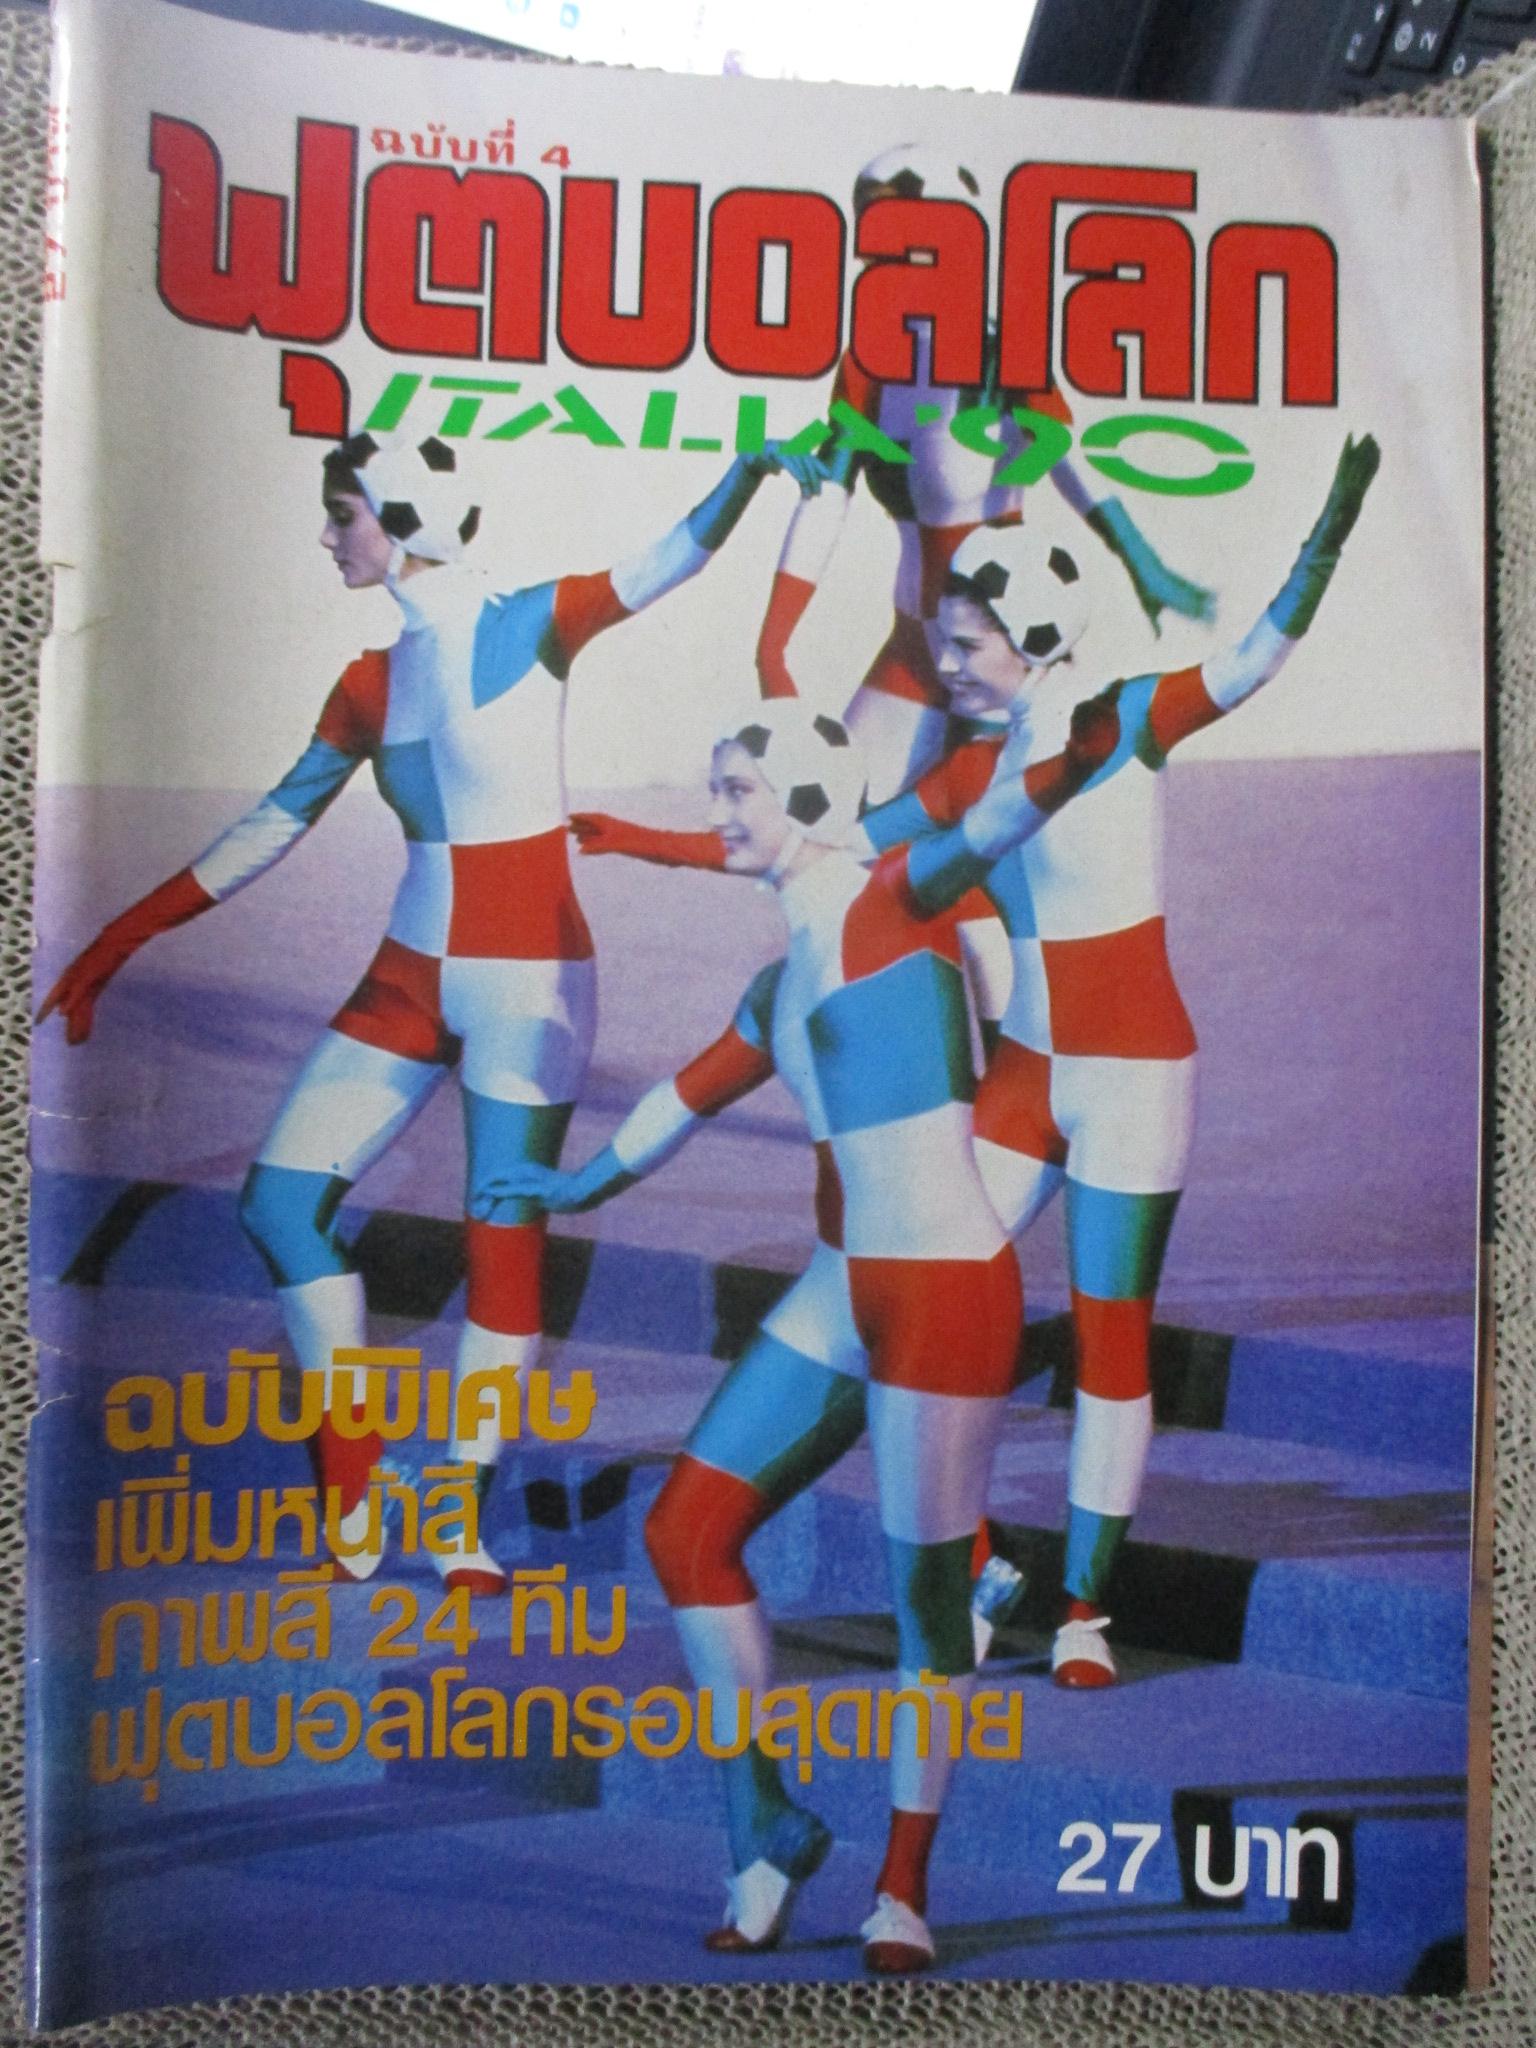 ฉบับที่ 4
ฟุตบอลโลก
ITALIA '90
ฉบับพิเศษ
เพิ่มหน้าสี
ภาพสี 24 ทีม
ฟุตบอลโลกรอบสุดท้าย
27 บาท